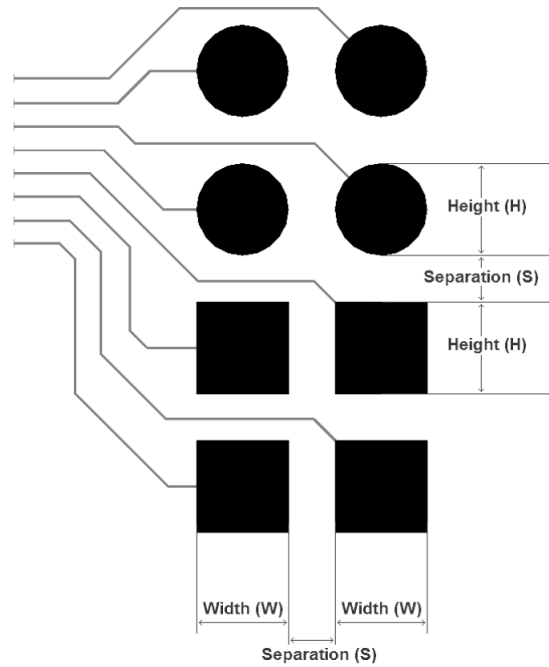 Height (H)
Separation (S)
Height (H)
Width (W) Width (W)
Separation (S)